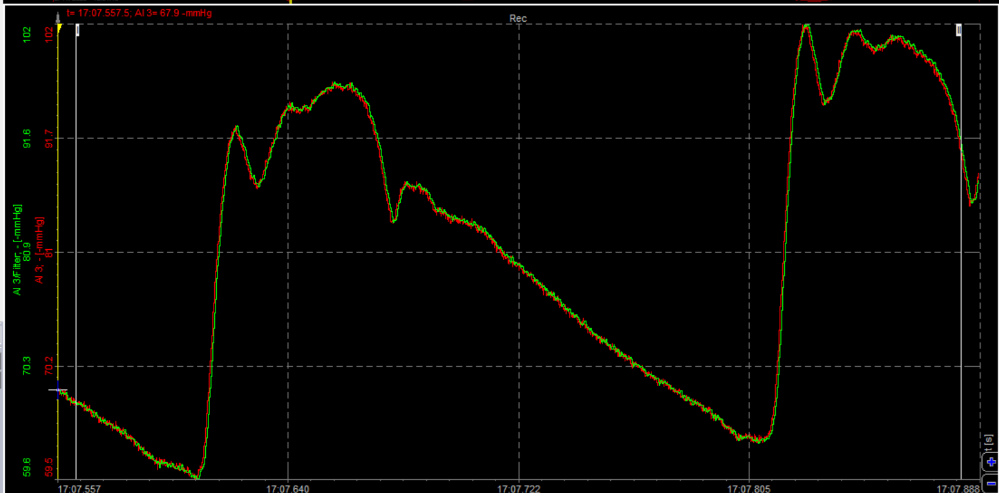 t= 17:07.557.5; AI 3= 67.9 -mmHg
Rec
I
II
102
102
91.6
91.7
80.9
81
70.3
70.2
59.6
59.5
AI 3/Filter; - [-mmHg]
AI 3; - [-mmHg]
t [s]
17:07.557
17:07.640
17:07.722
17:07.805
17:07.888